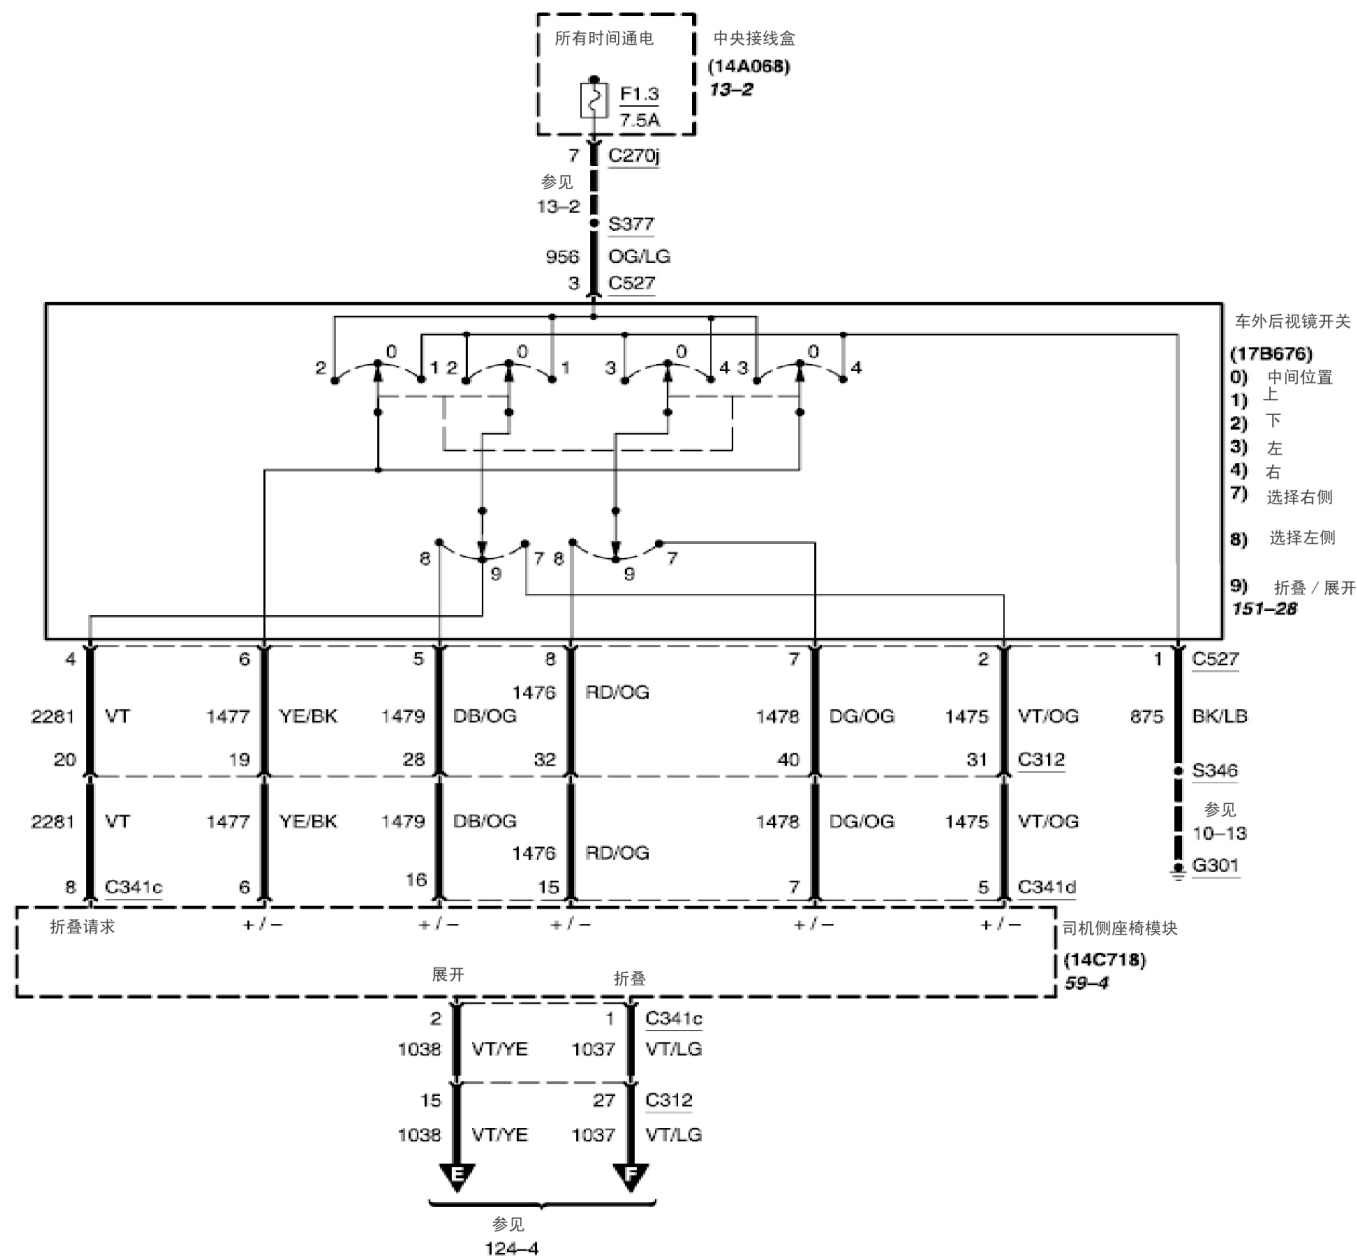 所有时间通电
中央接线盒
(14A068)
13–2
F1.3
7.5A
7 C270j
参见
13–2
S377
956 OG/LG
3 C527
车外后视镜开关
(17B676)
0) 中间位置
1) 上
2) 下
3) 左
4) 右
7) 选择右侧
8) 选择左侧
9) 折叠 / 展开
151–28
2 0 1 2 0 1 3 0 4 3 0 4
8 9 7 8 9 7
4 6 5 8 7 2 1 C527
1476 RD/OG
2281 VT 1477 YE/BK 1479 DB/OG 1478 DG/OG 1475 VT/OG 875 BK/LB
20 19 28 32 40 31 C312
S346
参见
10–13
G301
2281 VT 1477 YE/BK 1479 DB/OG 1478 DG/OG 1475 VT/OG
1476 RD/OG
8 C341c 6 16 15 7 5 C341d
折叠请求 + / – + / – + / – + / – + / –
司机侧座椅模块
(14C718)
59–4
展开 折叠
2 1 C341c
1038 VT/YE 1037 VT/LG
15 27 C312
1038 VT/YE 1037 VT/LG
E F
参见
124–4